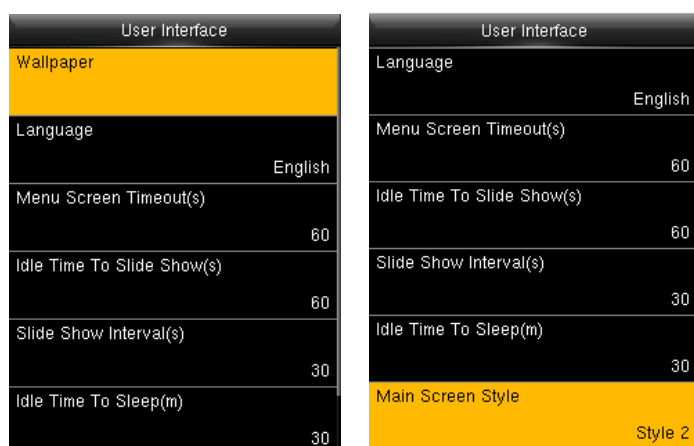 User Interface
Wallpaper
Language
English
Menu Screen Timeout(s)
60
Idle Time To Slide Show(s)
60
Slide Show Interval(s)
30
Idle Time To Sleep(m)
30
User Interface
Language
English
Menu Screen Timeout(s)
60
Idle Time To Slide Show(s)
60
Slide Show Interval(s)
30
Idle Time To Sleep(m)
30
Main Screen Style
Style 2